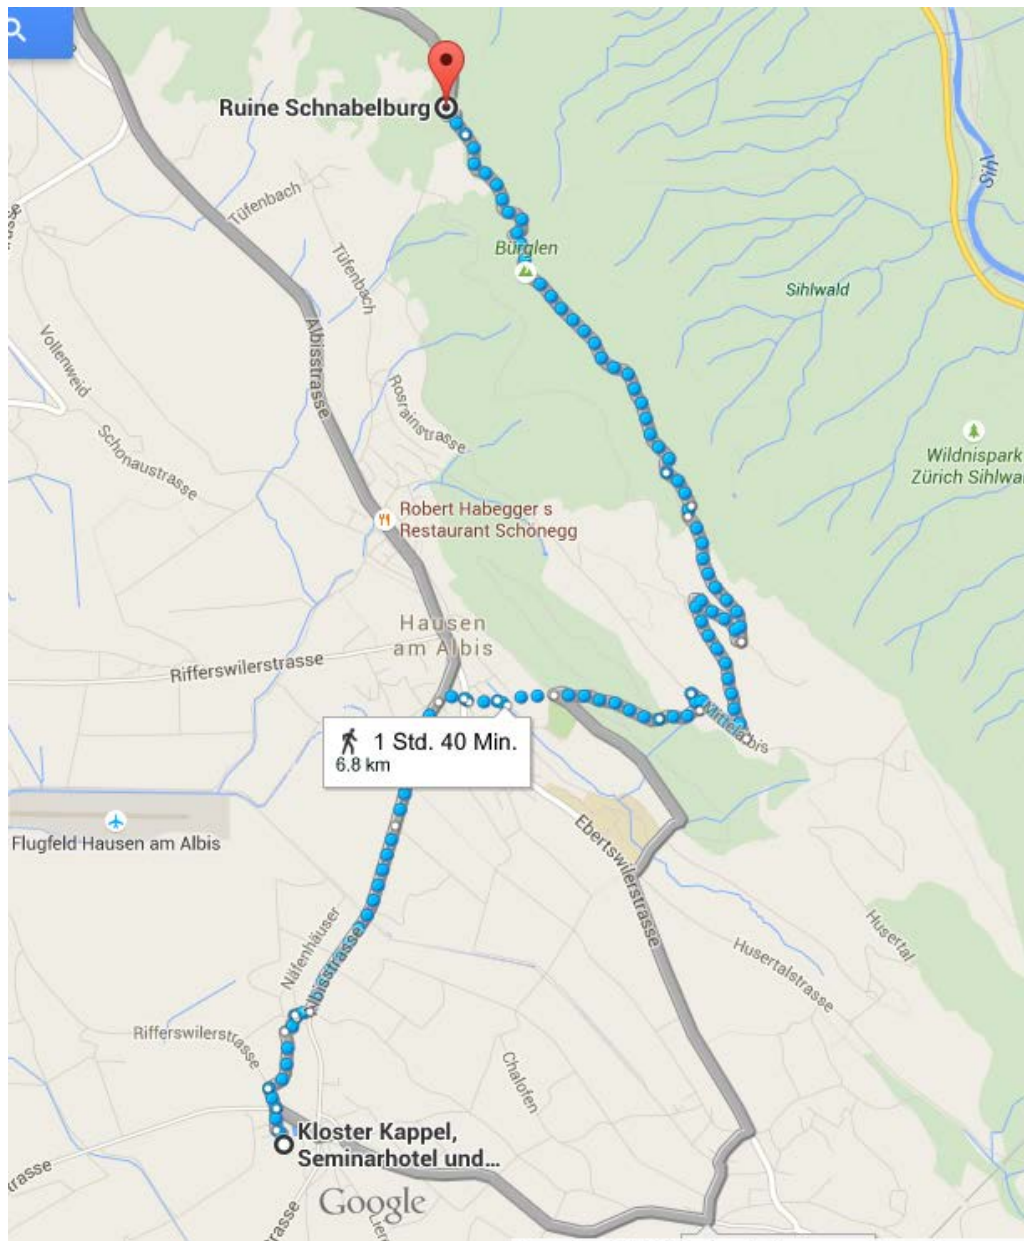 Ruine Schnabelburg
Sihl
Tüfenbach
Tüfenbach
Bürglen
Sihlwald
Albisstrasse
Vollenweid
Rosrainstrasse
Schonaustrasse
Wildnispark
Zürich Sihlwa
Robert Habegger s
Restaurant Schönegg
Hausen
am Albis
Rifferswilerstrasse
Mittelalbis
1 Std. 40 Min.
6.8 km
Flugfeld Hausen am Albis
Ebertswilerstrasse
Husertal
Näfenhäuser
Albisstrasse
Husertalstrasse
Rifferswilerstrasse
Chalofen
Kloster Kappel,
Seminarhotel und...
rasse
Google
strasse